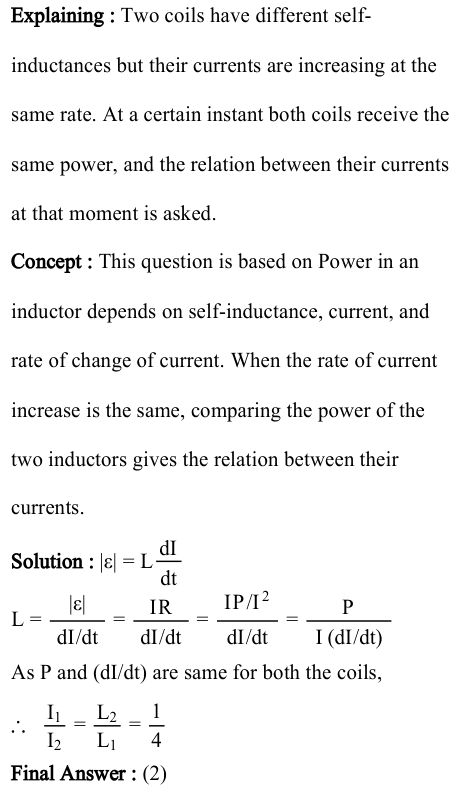 Explaining : Two coils have different self-
inductances but their currents are increasing at the
same rate. At a certain instant both coils receive the
same power, and the relation between their currents
at that moment is asked.
Concept : This question is based on Power in an
inductor depends on self-inductance, current, and
rate of change of current. When the rate of current
increase is the same, comparing the power of the
two inductors gives the relation between their
currents.
Solution : |ε| = L dI/dt
L = |ε|/(dI/dt) = IR/(dI/dt) = (IP/I²)/(dI/dt) = P/(I (dI/dt))
As P and (dI/dt) are same for both the coils,
∴ I₁/I₂ = L₂/L₁ = 1/4
Final Answer : (2)